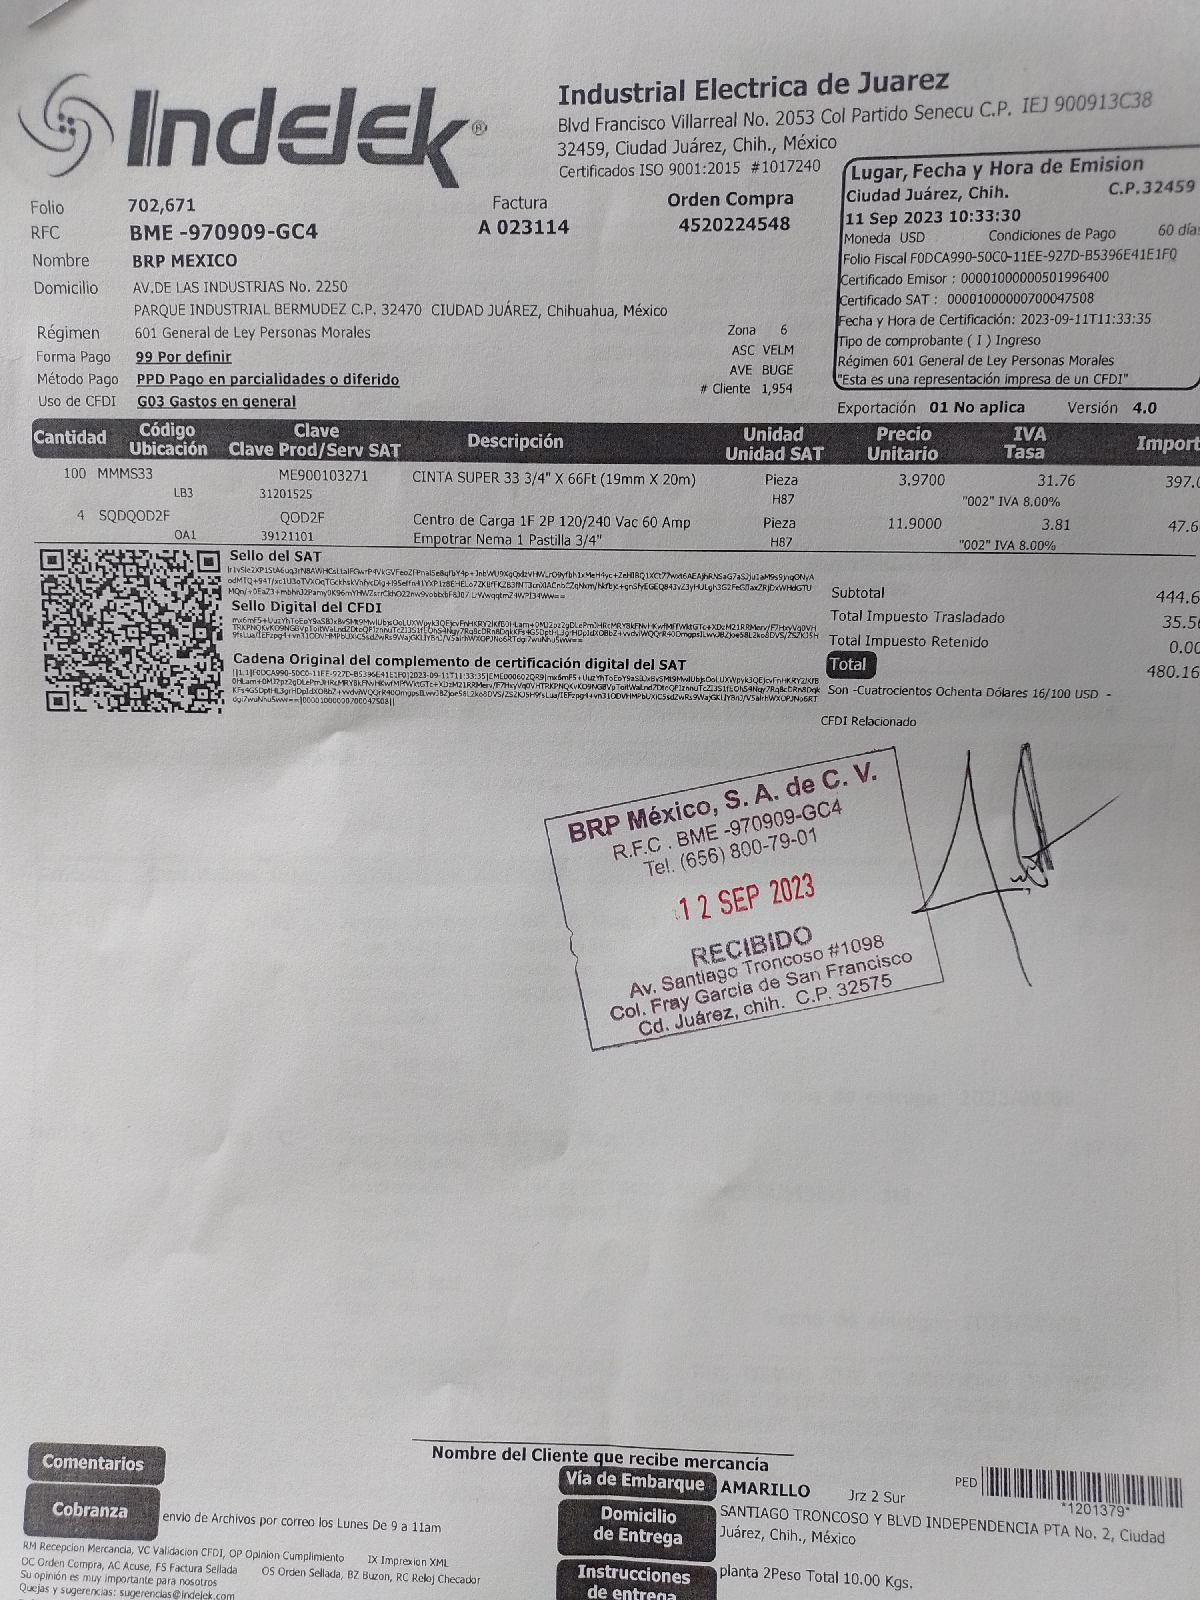 Indelek®
Industrial Electrica de Juarez
Blvd Francisco Villarreal No. 2053 Col Partido Senecu C.P. IEJ 900913C38
32459, Ciudad Juárez, Chih., México
Certificados ISO 9001:2015 #1017240
Folio 702,671
Factura
A 023114
Orden Compra
4520224548
RFC BME -970909-GC4
Nombre BRP MEXICO
Domicilio AV.DE LAS INDUSTRIAS No. 2250
PARQUE INDUSTRIAL BERMUDEZ C.P. 32470 CIUDAD JUÁREZ, Chihuahua, México
Régimen 601 General de Ley Personas Morales
Forma Pago 99 Por definir
Método Pago PPD Pago en parcialidades o diferido
Uso de CFDI G03 Gastos en general
Zona 6
ASC VELM
AVE BUGE
# Cliente 1,954
Lugar, Fecha y Hora de Emision
Ciudad Juárez, Chih. C.P.32459
11 Sep 2023 10:33:30
Moneda USD Condiciones de Pago 60 días
Folio Fiscal F0DCA990-50C0-11EE-927D-B5396E41E1F0
Certificado Emisor : 00001000000501996400
Certificado SAT : 00001000000700047508
Fecha y Hora de Certificación: 2023-09-11T11:33:35
Tipo de comprobante ( I ) Ingreso
Régimen 601 General de Ley Personas Morales
"Esta es una representación impresa de un CFDI"
Exportación 01 No aplica Versión 4.0
Cantidad Código Ubicación Clave Clave Prod/Serv SAT Descripción Unidad Unidad SAT Precio Unitario IVA Tasa Import
100 MMMS33 ME900103271 CINTA SUPER 33 3/4" X 66Ft (19mm X 20m) Pieza 3.9700 31.76 397.0
LB3 31201525 H87 "002" IVA 8.00%
4 SQDQOD2F QOD2F Centro de Carga 1F 2P 120/240 Vac 60 Amp Pieza 11.9000 3.81 47.6
OA1 39121101 Empotrar Nema 1 Pastilla 3/4" H87 "002" IVA 8.00%
Sello del SAT
Sello Digital del CFDI
Cadena Original del complemento de certificación digital del SAT
Subtotal 444.6
Total Impuesto Trasladado 35.5
Total Impuesto Retenido 0.00
Total 480.16
Son -Cuatrocientos Ochenta Dólares 16/100 USD -
CFDI Relacionado
BRP México, S. A. de C. V.
R.F.C . BME -970909-GC4
Tel. (656) 800-79-01
12 SEP 2023
RECIBIDO
Av. Santiago Troncoso #1098
Col. Fray Garcia de San Francisco
Cd. Juárez, chih. C.P. 32575
Nombre del Cliente que recibe mercancía
Comentarios
Cobranza envio de Archivos por correo los Lunes De 9 a 11am
RM Recepcion Mercancia, VC Validacion CFDI, OP Opinion Cumplimiento IX Impresion XML
OC Orden Compra, AC Acuse, FS Factura Sellada OS Orden Sellada, BZ Buzon, RC Reloj Checador
Su opinión es muy importante para nosotros
Quejas y sugerencias: sugerencias@indelek.com
Vía de Embarque AMARILLO Jrz 2 Sur
PED *1201379*
Domicilio de Entrega SANTIAGO TRONCOSO Y BLVD INDEPENDENCIA PTA No. 2, Ciudad
Juárez, Chih., México
Instrucciones de entrega planta 2Peso Total 10.00 Kgs.